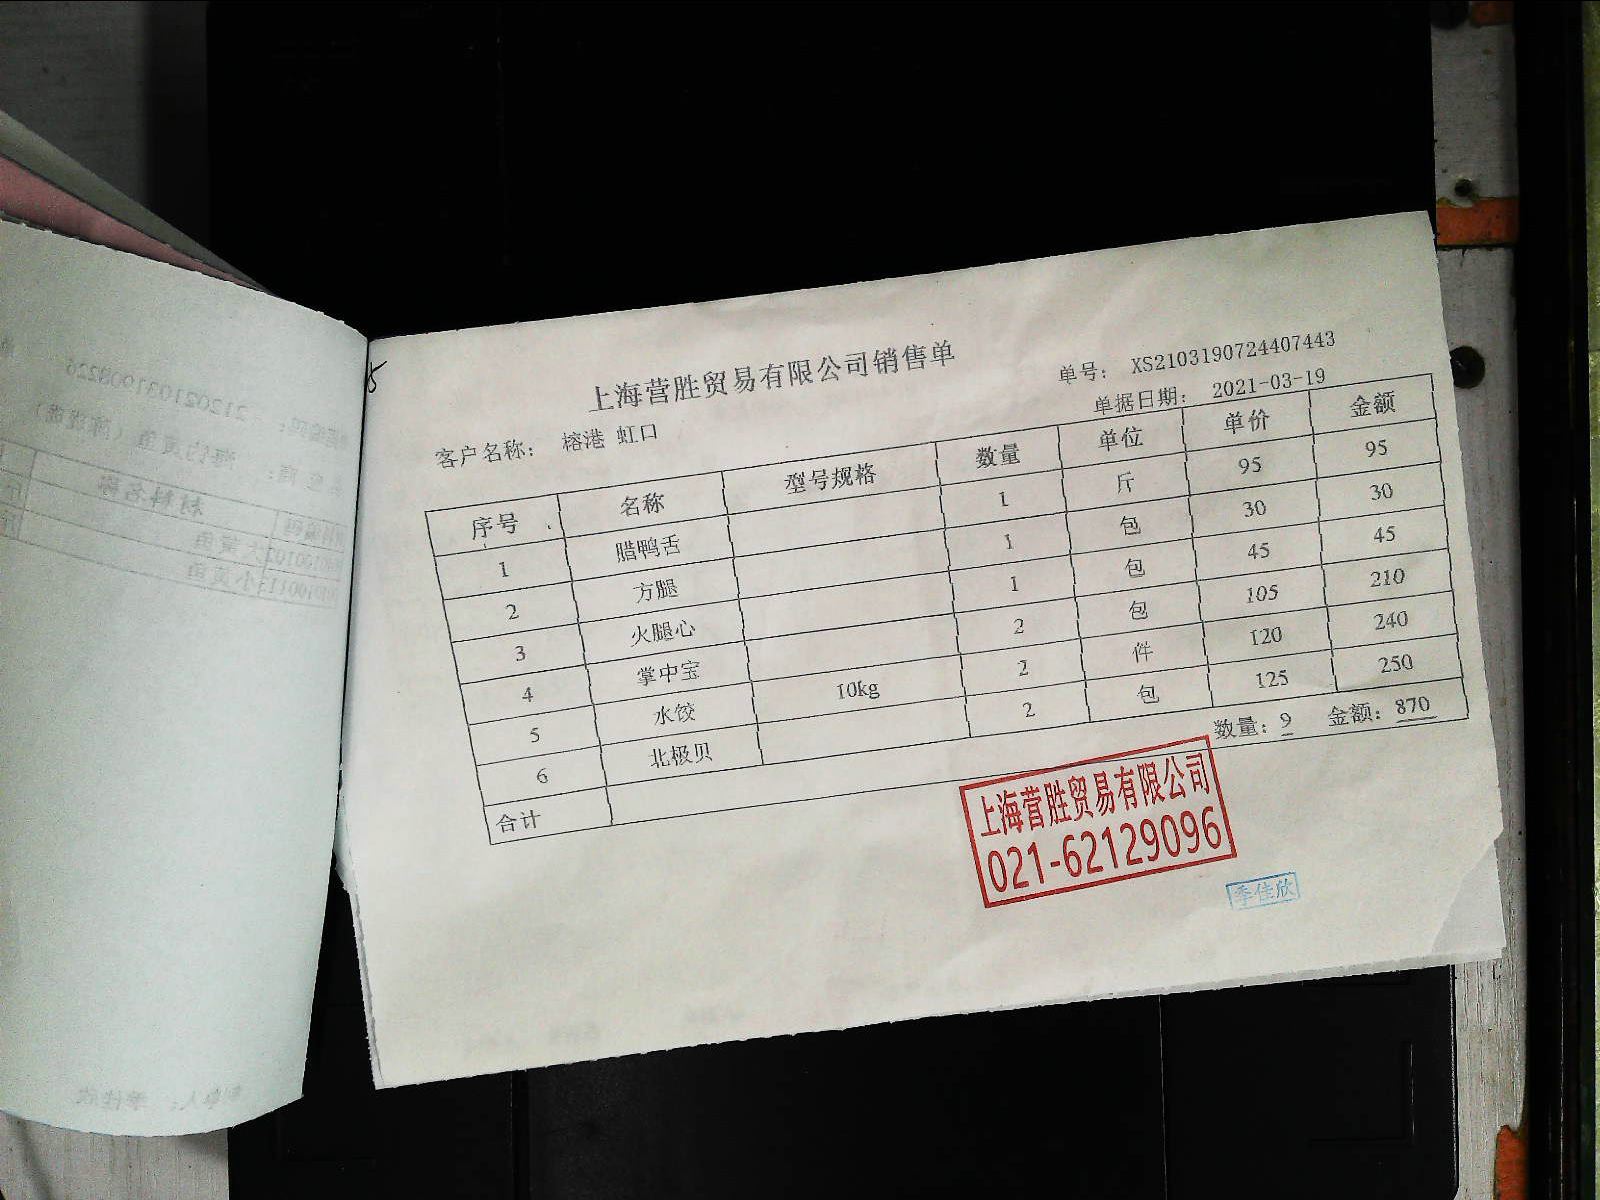 上海营胜贸易有限公司销售单
单号： XS2103190724407443
单据日期： 2021-03-19
客户名称： 榕港 虹口
序号 名称 型号规格 数量 单位 单价 金额
1 腊鸭舌 1 斤 95 95
2 方腿 1 包 30 30
3 火腿心 1 包 45 45
4 掌中宝 2 包 105 210
5 水饺 10kg 2 件 120 240
6 北极贝 2 包 125 250
合计 数量：9 金额：870
上海营胜贸易有限公司
021-62129096
李佳欣